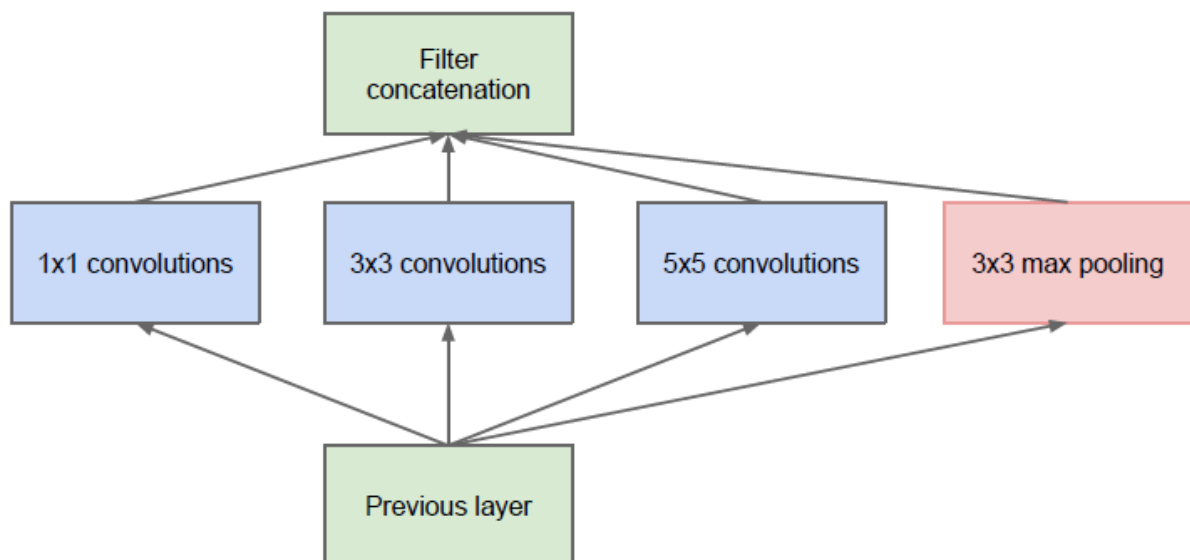 Filter
concatenation
1x1 convolutions
3x3 convolutions
5x5 convolutions
3x3 max pooling
Previous layer